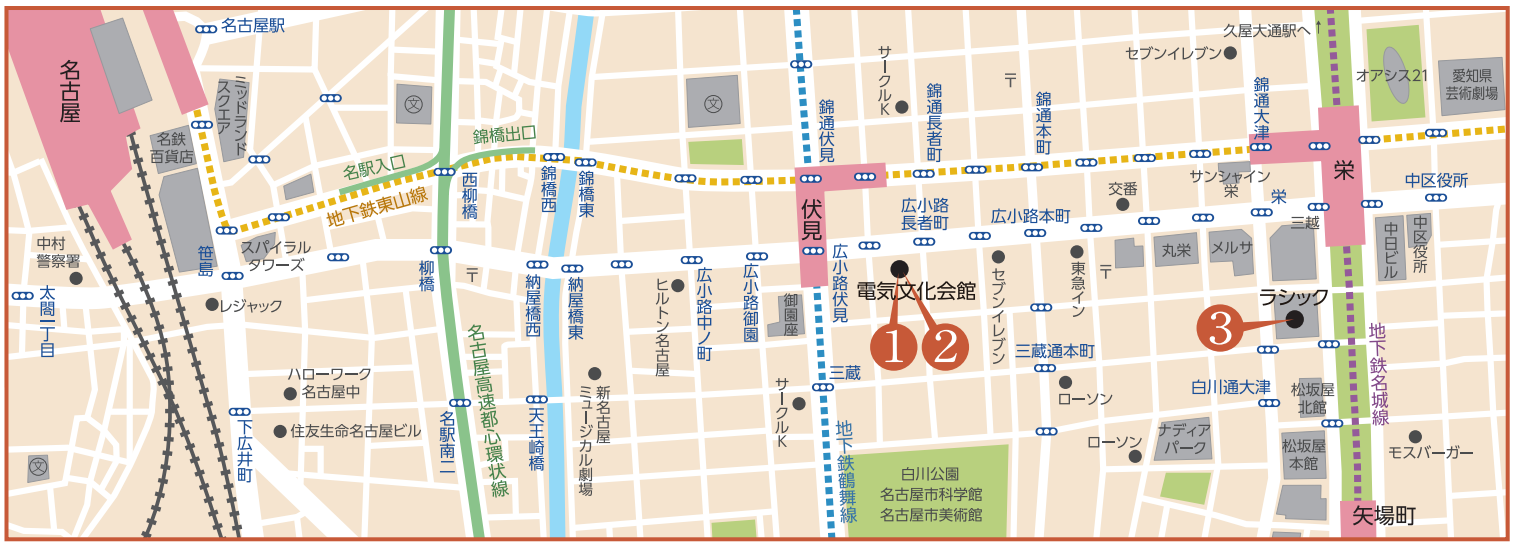 名古屋駅
名古屋
ミッドランド
スクエア
名鉄
百貨店
名駅入口
錦橋出口
地下鉄東山線
西柳橋
錦橋西
錦橋東
文
文
〒
サークルK
錦通伏見
錦通長者町
錦通本町
錦通大津
セブンイレブン
久屋大通駅へ↑
オアシス21
愛知県
芸術劇場
サンシャイン
栄
栄
栄
中区役所
三越
交番
伏見
広小路
長者町
広小路本町
丸栄
メルサ
中日ビル
中区役所
中村
警察署
笹島
スパイラル
タワーズ
柳橋
〒
納屋橋西
納屋橋東
広小路中ノ町
広小路御園
広小路伏見
御園座
電気文化会館
1
2
セブンイレブン
東急イン
〒
ラシック
3
太閤一丁目
レジャック
ヒルトン名古屋
三蔵
三蔵通本町
白川通大津
地下鉄名城線
ハローワーク
名古屋中
住友生命名古屋ビル
下広井町
名古屋高速都心環状線
名駅南二
天王崎橋
新名古屋
ミュージカル劇場
サークルK
地下鉄鶴舞線
ローソン
ローソン
ナディア
パーク
松坂屋
北館
松坂屋
本館
モスバーガー
文
白川公園
名古屋市科学館
名古屋市美術館
矢場町